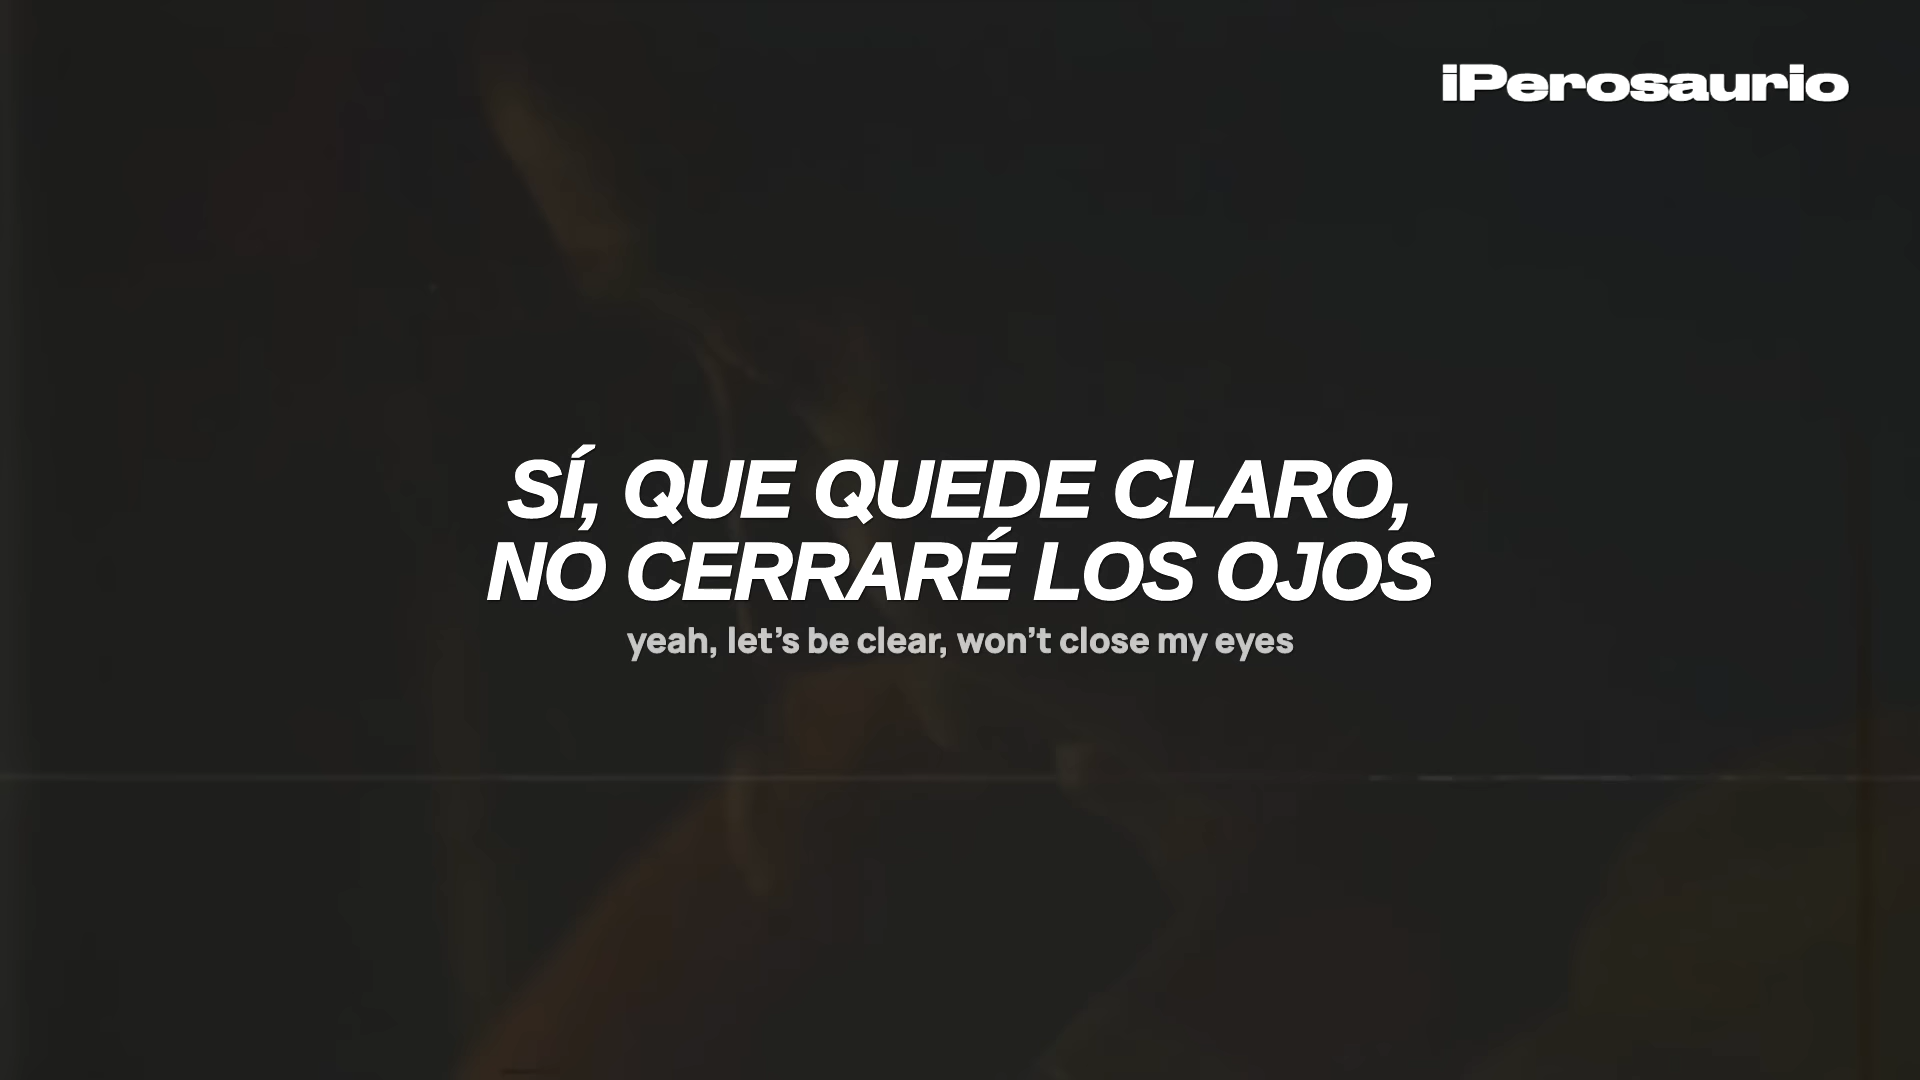 iPerosaurio
SÍ, QUE QUEDE CLARO,
NO CERRARÉ LOS OJOS
yeah, let’s be clear, won’t close my eyes